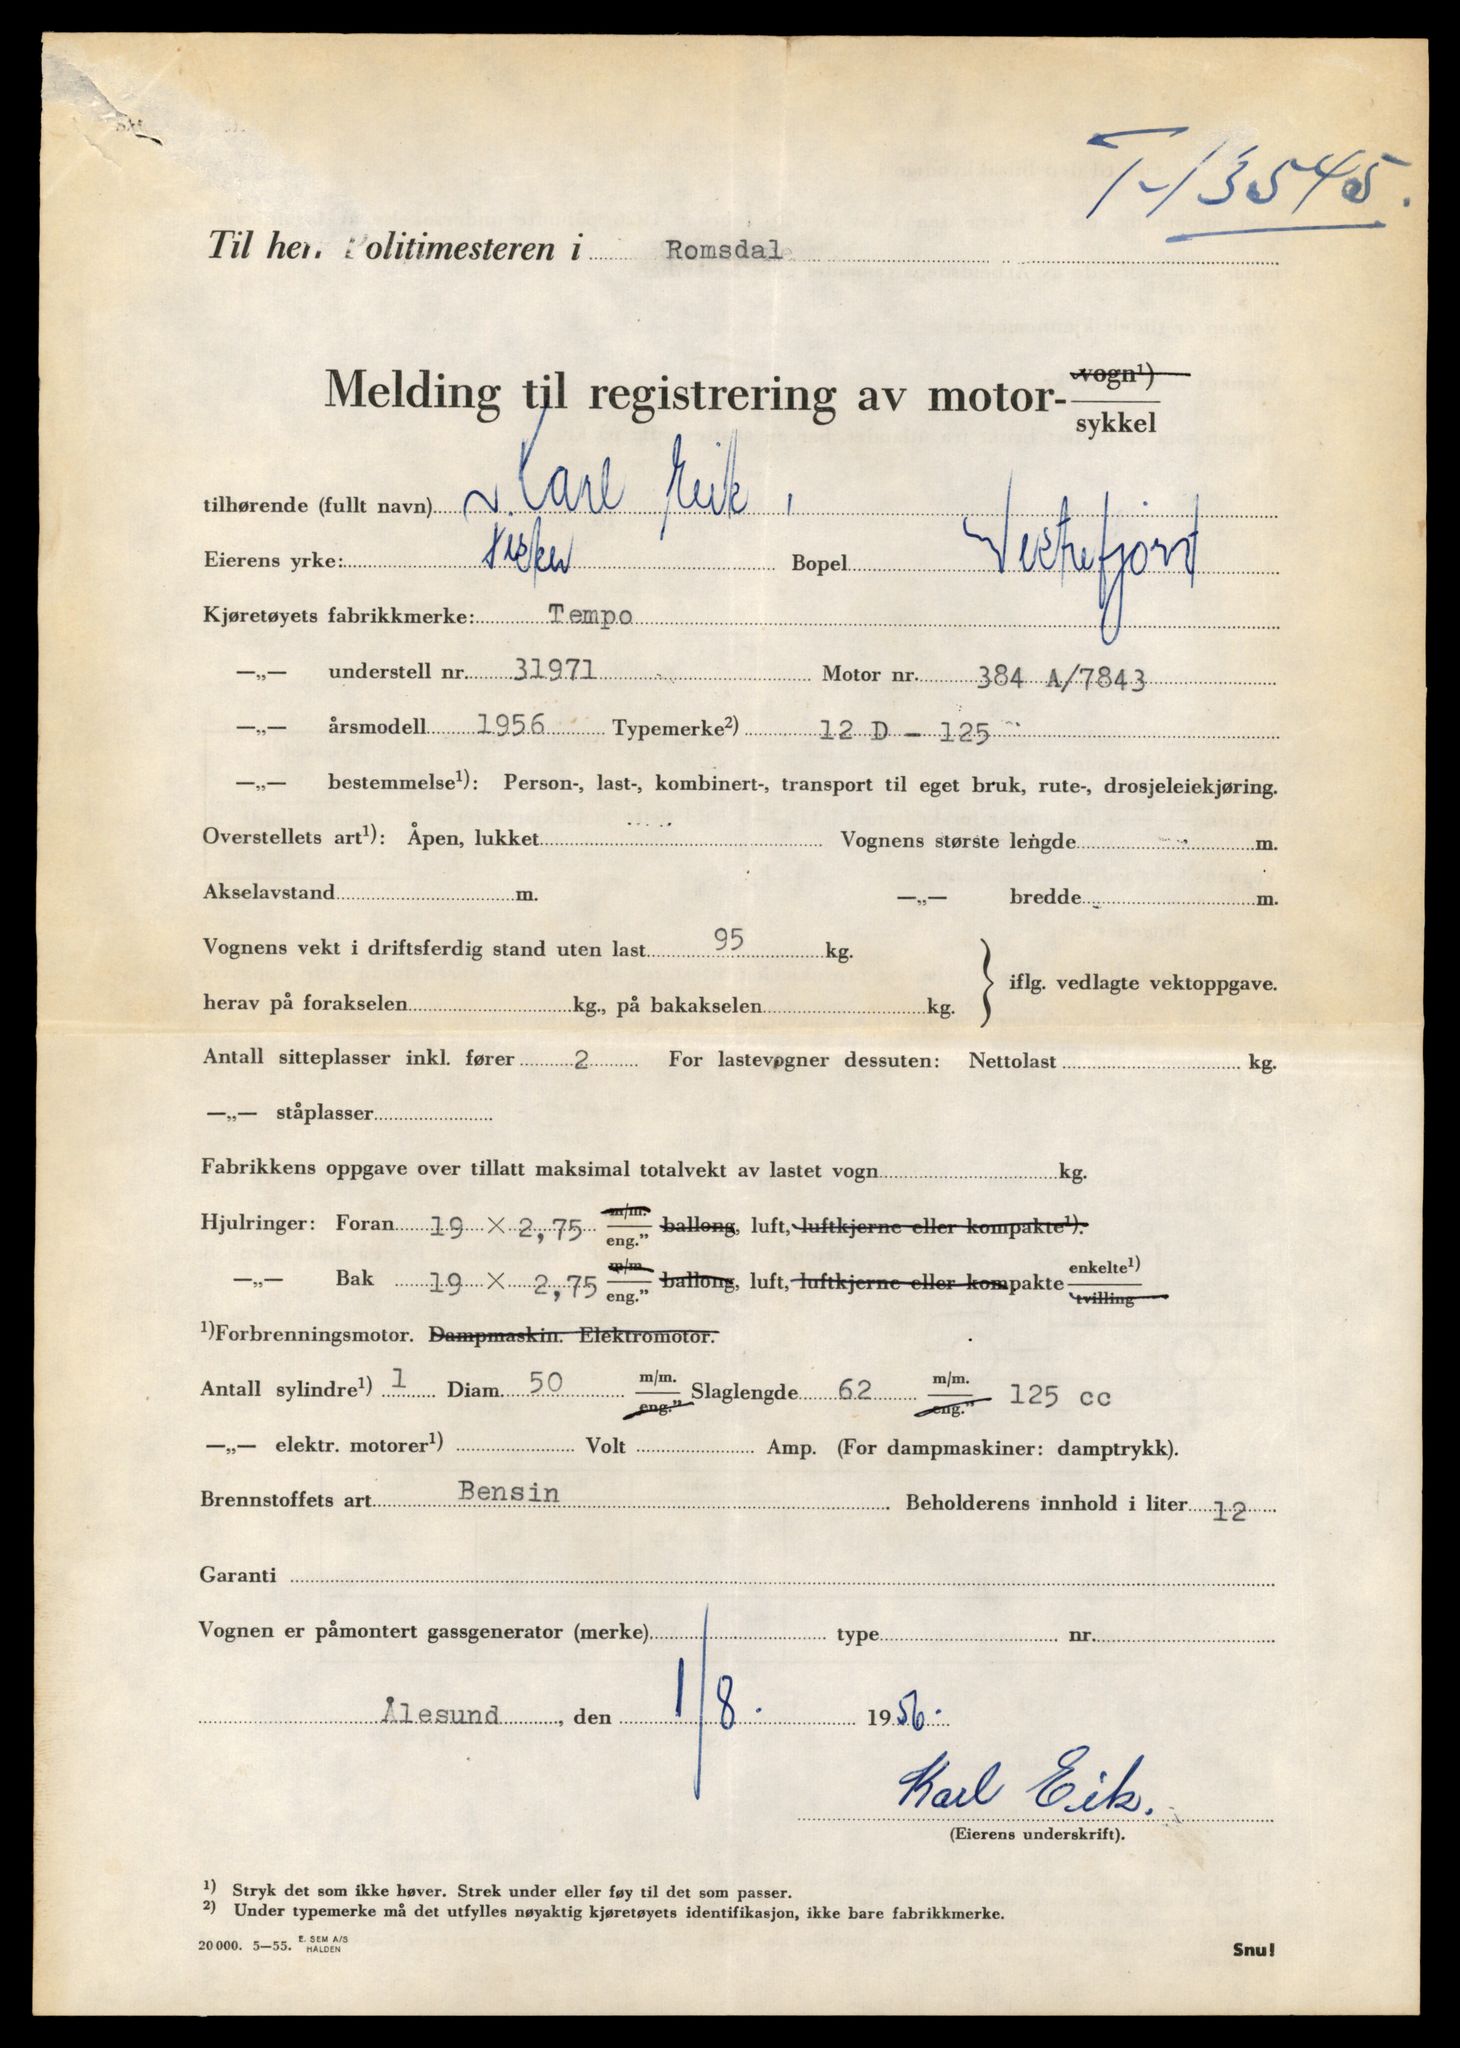 T-13545.
Til herr Politimesteren i Romsdal
Melding til registrering av motor- vogn¹)
sykkel
tilhørende (fullt navn) Karl Eik,
Eierens yrke: Fisker Bopel Vestrefjord
Kjøretøyets fabrikkmerke: Tempo
—„— understell nr. 31971 Motor nr. 384 A/7843
—„— årsmodell 1956 Typemerke²) 12 D - 125
—„— bestemmelse¹): Person-, last-, kombinert-, transport til eget bruk, rute-, drosjeleiekjøring.
Overstellets art¹): Åpen, lukket Vognens største lengde m.
Akselavstand m. —„— bredde m.
Vognens vekt i driftsferdig stand uten last 95 kg.
herav på forakselen kg., på bakakselen kg. } iflg. vedlagte vektoppgave.
Antall sitteplasser inkl. fører 2 For lastevogner dessuten: Nettolast kg.
—„— ståplasser
Fabrikkens oppgave over tillatt maksimal totalvekt av lastet vogn kg.
Hjulringer: Foran 19 × 2,75 m/m. eng.” ballong, luft, luftkjerne eller kompakte¹).
—„— Bak 19 × 2,75 m/m eng.” ballong, luft, luftkjerne eller kompakte enkelte¹) tvilling
¹)Forbrenningsmotor. Dampmaskin. Elektromotor.
Antall sylindre¹) 1 Diam. 50 m/m. eng.” Slaglengde 62 m/m. eng.” 125 cc
—„— elektr. motorer¹) Volt Amp. (For dampmaskiner: damptrykk).
Brennstoffets art Bensin Beholderens innhold i liter 12
Garanti
Vognen er påmontert gassgenerator (merke) type nr.
Ålesund, den 1/8. 1956.
Karl Eik.
(Eierens underskrift).
¹) Stryk det som ikke høver. Strek under eller føy til det som passer.
²) Under typemerke må det utfylles nøyaktig kjøretøyets identifikasjon, ikke bare fabrikkmerke.
20 000. 5—55. E. SEM A/S HALDEN
Snu!